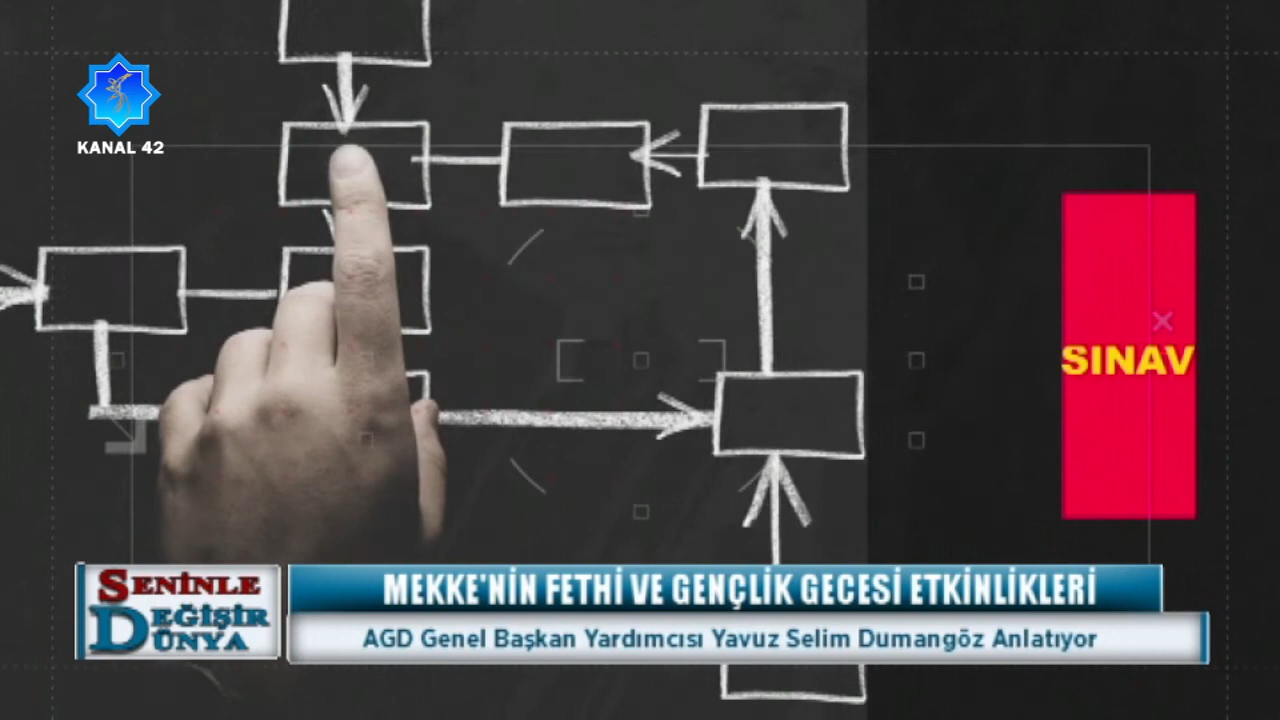 KANAL 42
SINAV
SENİNLE
DEĞİŞİR
DÜNYA
MEKKE'NİN FETHİ VE GENÇLİK GECESİ ETKİNLİKLERİ
AGD Genel Başkan Yardımcısı Yavuz Selim Dumangöz Anlatıyor